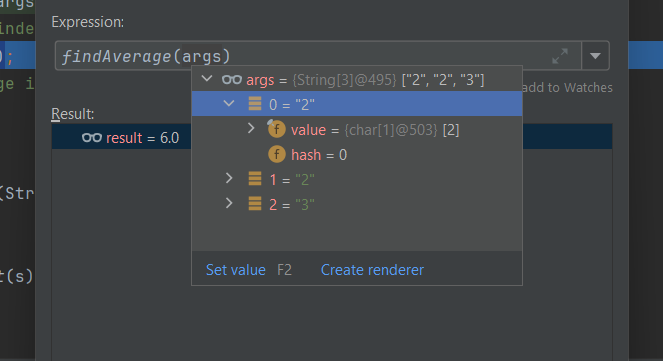 args
Expression:
inde
findAverage(args)
);
args = {String[3]@495} ["2", "2", "3"]
ge i
add to Watches
0 = "2"
Result:
value = {char[1]@503} [2]
result = 6.0
hash = 0
1 = "2"
(Str
2 = "3"
t(s)
Set value F2 Create renderer